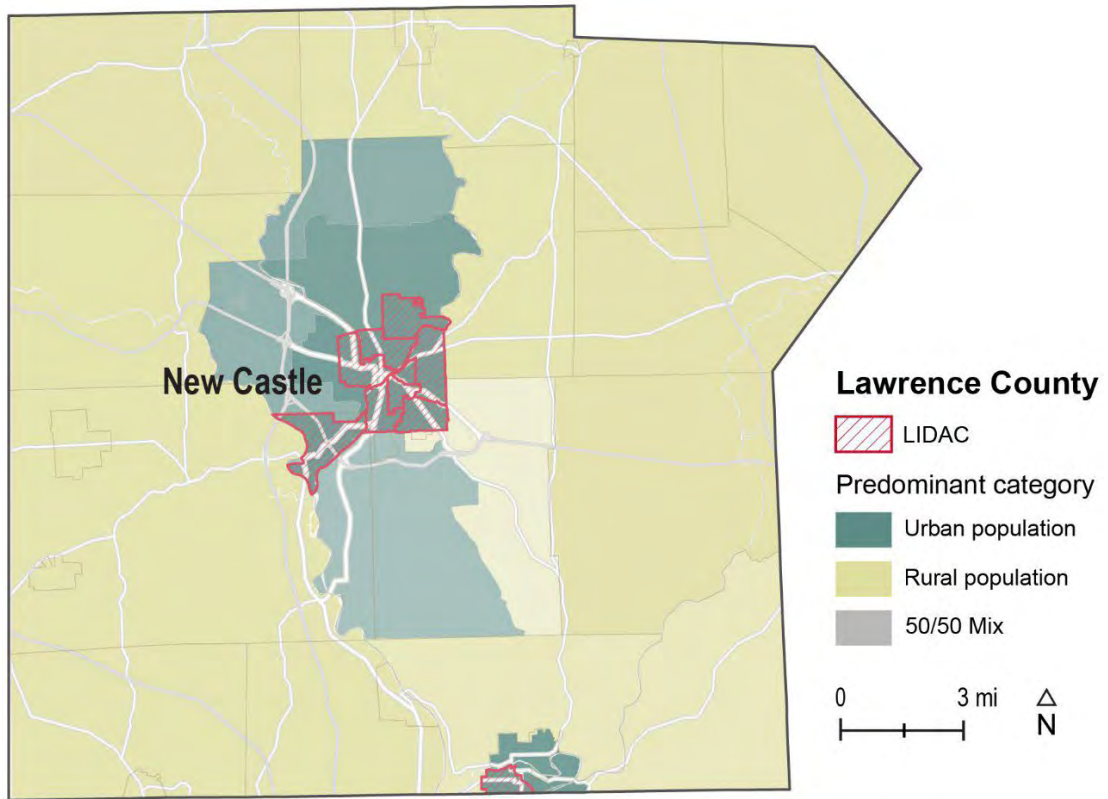 New Castle
Lawrence County
LIDAC
Predominant category
Urban population
Rural population
50/50 Mix
0 3 mi
N